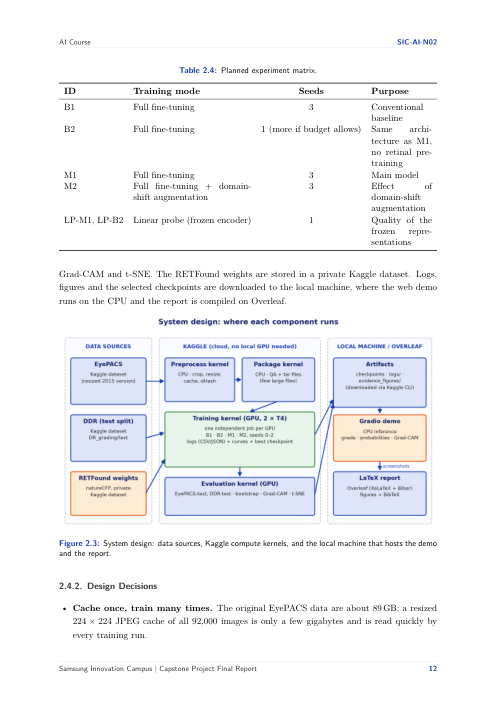 AI Course
SIC-AI-N02
Table 2.4: Planned experiment matrix.
ID Training mode Seeds Purpose
B1 Full fine-tuning 3 Conventional
baseline
B2 Full fine-tuning 1 (more if budget allows) Same archi-
tecture as M1,
no retinal pre-
training
M1 Full fine-tuning 3 Main model
M2 Full fine-tuning + domain- 3 Effect of
shift augmentation domain-shift
augmentation
LP-M1, LP-B2 Linear probe (frozen encoder) 1 Quality of the
frozen repre-
sentations
Grad-CAM and t-SNE. The RETFound weights are stored in a private Kaggle dataset. Logs,
figures and the selected checkpoints are downloaded to the local machine, where the web demo
runs on the CPU and the report is compiled on Overleaf.
System design: where each component runs
DATA SOURCES
EyePACS
Kaggle dataset
(resized 2015 version)
DDR (test split)
Kaggle dataset
DR_grading/test
RETFound weights
natureCFP, private
Kaggle dataset
KAGGLE (cloud, no local GPU needed)
Preprocess kernel
CPU · crop, resize,
cache, dHash
Package kernel
CPU · QA + tar files
(few large files)
Training kernel (GPU, 2 × T4)
one independent job per GPU
B1 · B2 · M1 · M2, seeds 0–2
logs (CSV/JSON) + curves + best checkpoint
Evaluation kernel (GPU)
EyePACS-test, DDR-test · bootstrap · Grad-CAM · t-SNE
LOCAL MACHINE / OVERLEAF
Artifacts
checkpoints · logs/ ·
evidence_figures/
(downloaded via Kaggle CLI)
Gradio demo
CPU inference
grade · probabilities · Grad-CAM
screenshots
LaTeX report
Overleaf (XeLaTeX + Biber)
figures + BibTeX
Figure 2.3: System design: data sources, Kaggle compute kernels, and the local machine that hosts the demo
and the report.
2.4.2. Design Decisions
• Cache once, train many times. The original EyePACS data are about 89 GB; a resized
224 × 224 JPEG cache of all 92,000 images is only a few gigabytes and is read quickly by
every training run.
Samsung Innovation Campus | Capstone Project Final Report
12